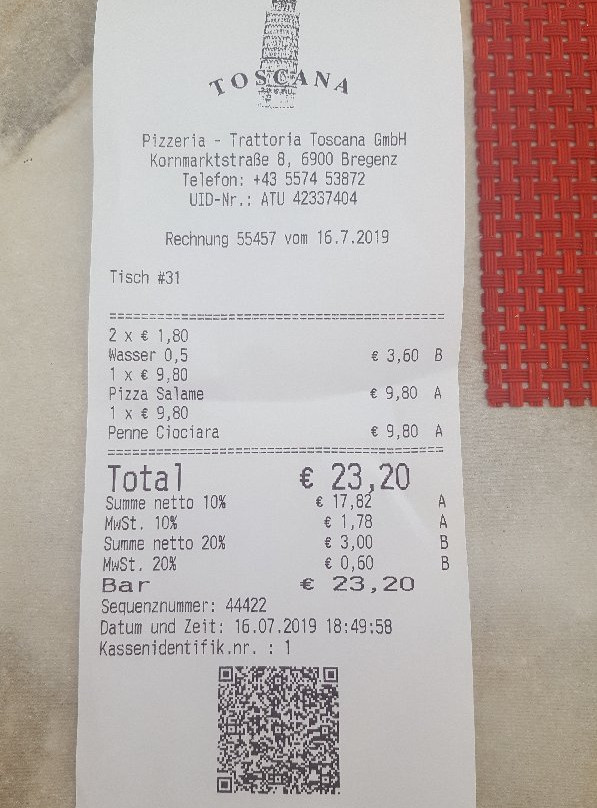 TOSCANA
Pizzeria - Trattoria Toscana GmbH
Kornmarktstraße 8, 6900 Bregenz
Telefon: +43 5574 53872
UID-Nr.: ATU 42337404
Rechnung 55457 vom 16.7.2019
Tisch #31
================================================
2 x € 1,80
Wasser 0,5 € 3,60 B
1 x € 9,80
Pizza Salame € 9,80 A
1 x € 9,80
Penne Ciociara € 9,80 A
================================================
Total € 23,20
Summe netto 10% € 17,82 A
MwSt. 10% € 1,78 A
Summe netto 20% € 3,00 B
MwSt. 20% € 0,60 B
Bar € 23,20
Sequenznummer: 44422
Datum und Zeit: 16.07.2019 18:49:58
Kassenidentifik.nr. : 1